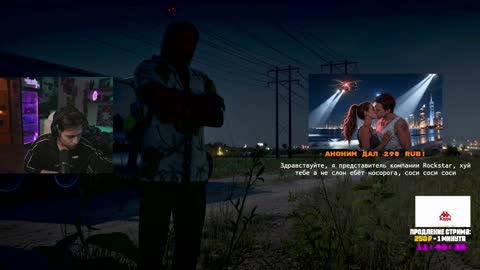 АНОНИМ ДАЛ 290 RUB!
Здравствуйте, я представитель компании Rockstar, хуй
тебе а не слон ебёт носорога, соси соси соси
ПРОДЛЕНИЕ СТРИМА:
250₽ - 1 МИНУТА